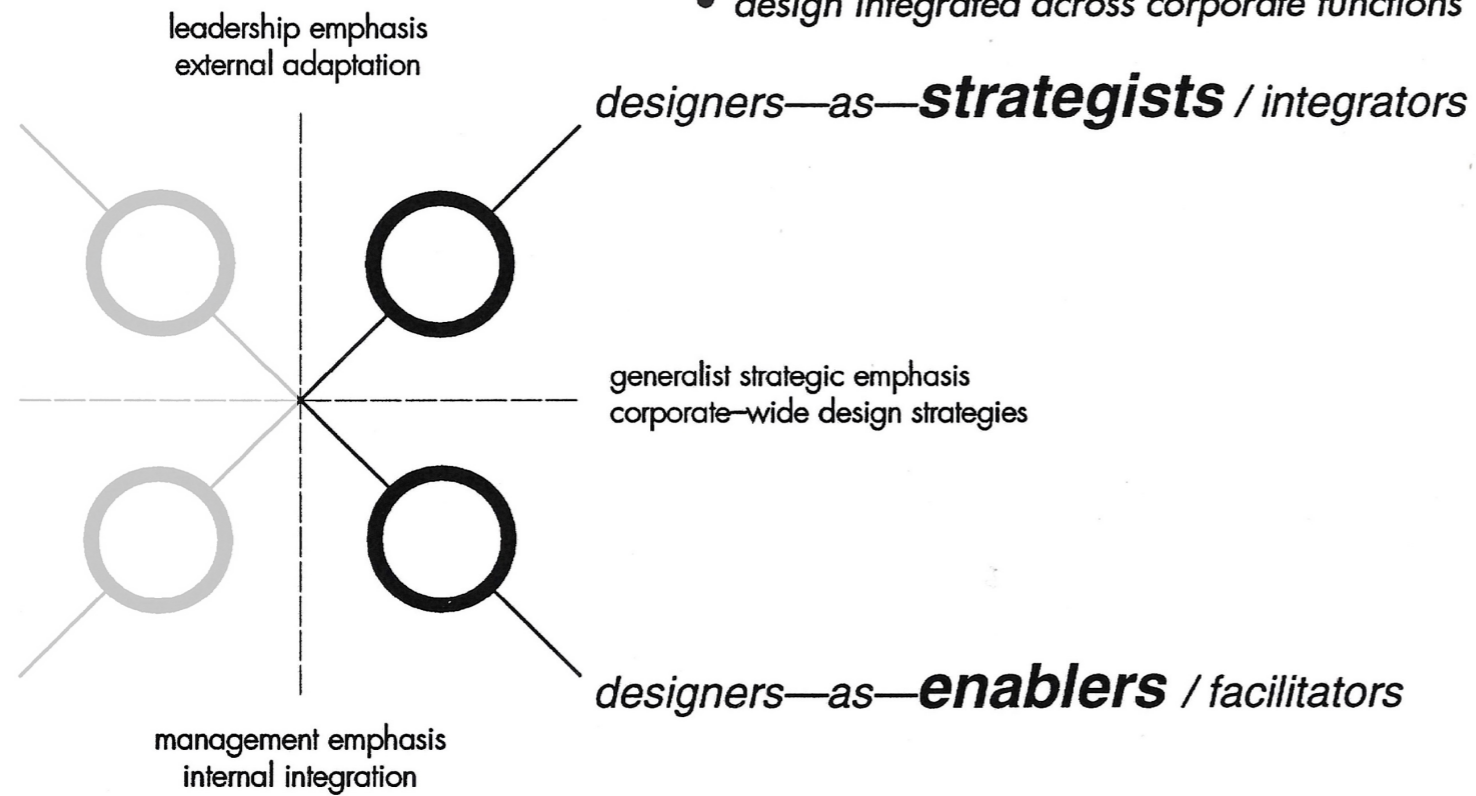 • design integrated across corporate functions
leadership emphasis
external adaptation
designers—as—strategists / integrators
generalist strategic emphasis
corporate–wide design strategies
designers—as—enablers / facilitators
management emphasis
internal integration